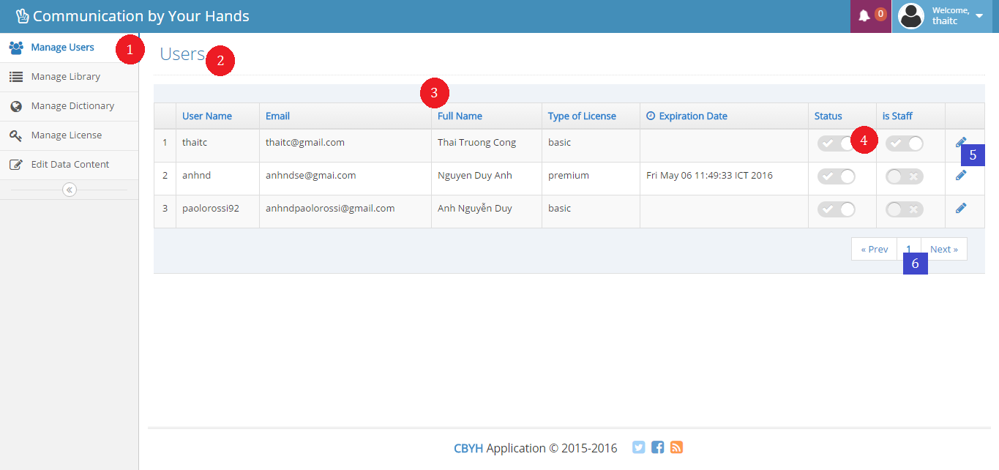 Communication by Your Hands
0
Welcome,
thaitc
Manage Users
1
Manage Library
Manage Dictionary
Manage License
Edit Data Content
«
Users
2
3
User Name Email Full Name Type of License Expiration Date Status is Staff
1 thaitc thaitc@gmail.com Thai Truong Cong basic
4
5
2 anhnd anhndse@gmai.com Nguyen Duy Anh premium Fri May 06 11:49:33 ICT 2016
3 paolorossi92 anhndpaolorossi@gmail.com Anh Nguyễn Duy basic
« Prev 1 Next »
6
CBYH Application © 2015-2016